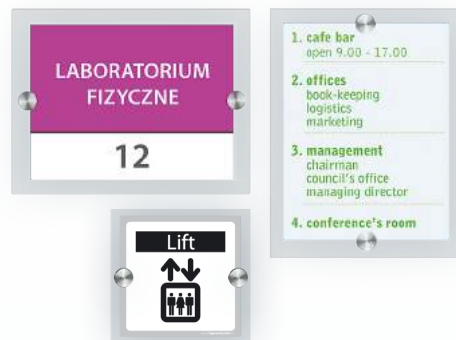 LABORATORIUM
FIZYCZNE
12
1. cafe bar
open 9.00 - 17.00
2. offices
book-keeping
logistics
marketing
3. management
chairman
council's office
managing director
4. conference's room
Lift